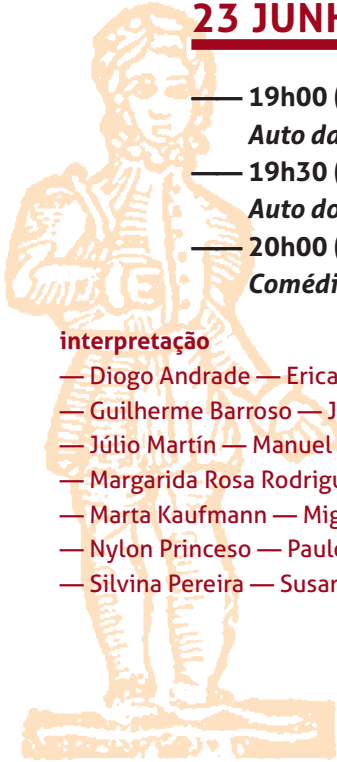 23 JUNH
— 19h00 (
Auto da
— 19h30 (
Auto do
— 20h00 (
Comédi
interpretação
— Diogo Andrade — Erica
— Guilherme Barroso — J
— Júlio Martín — Manuel
— Margarida Rosa Rodrigu
— Marta Kaufmann — Mig
— Nylon Princeso — Paulo
— Silvina Pereira — Susan